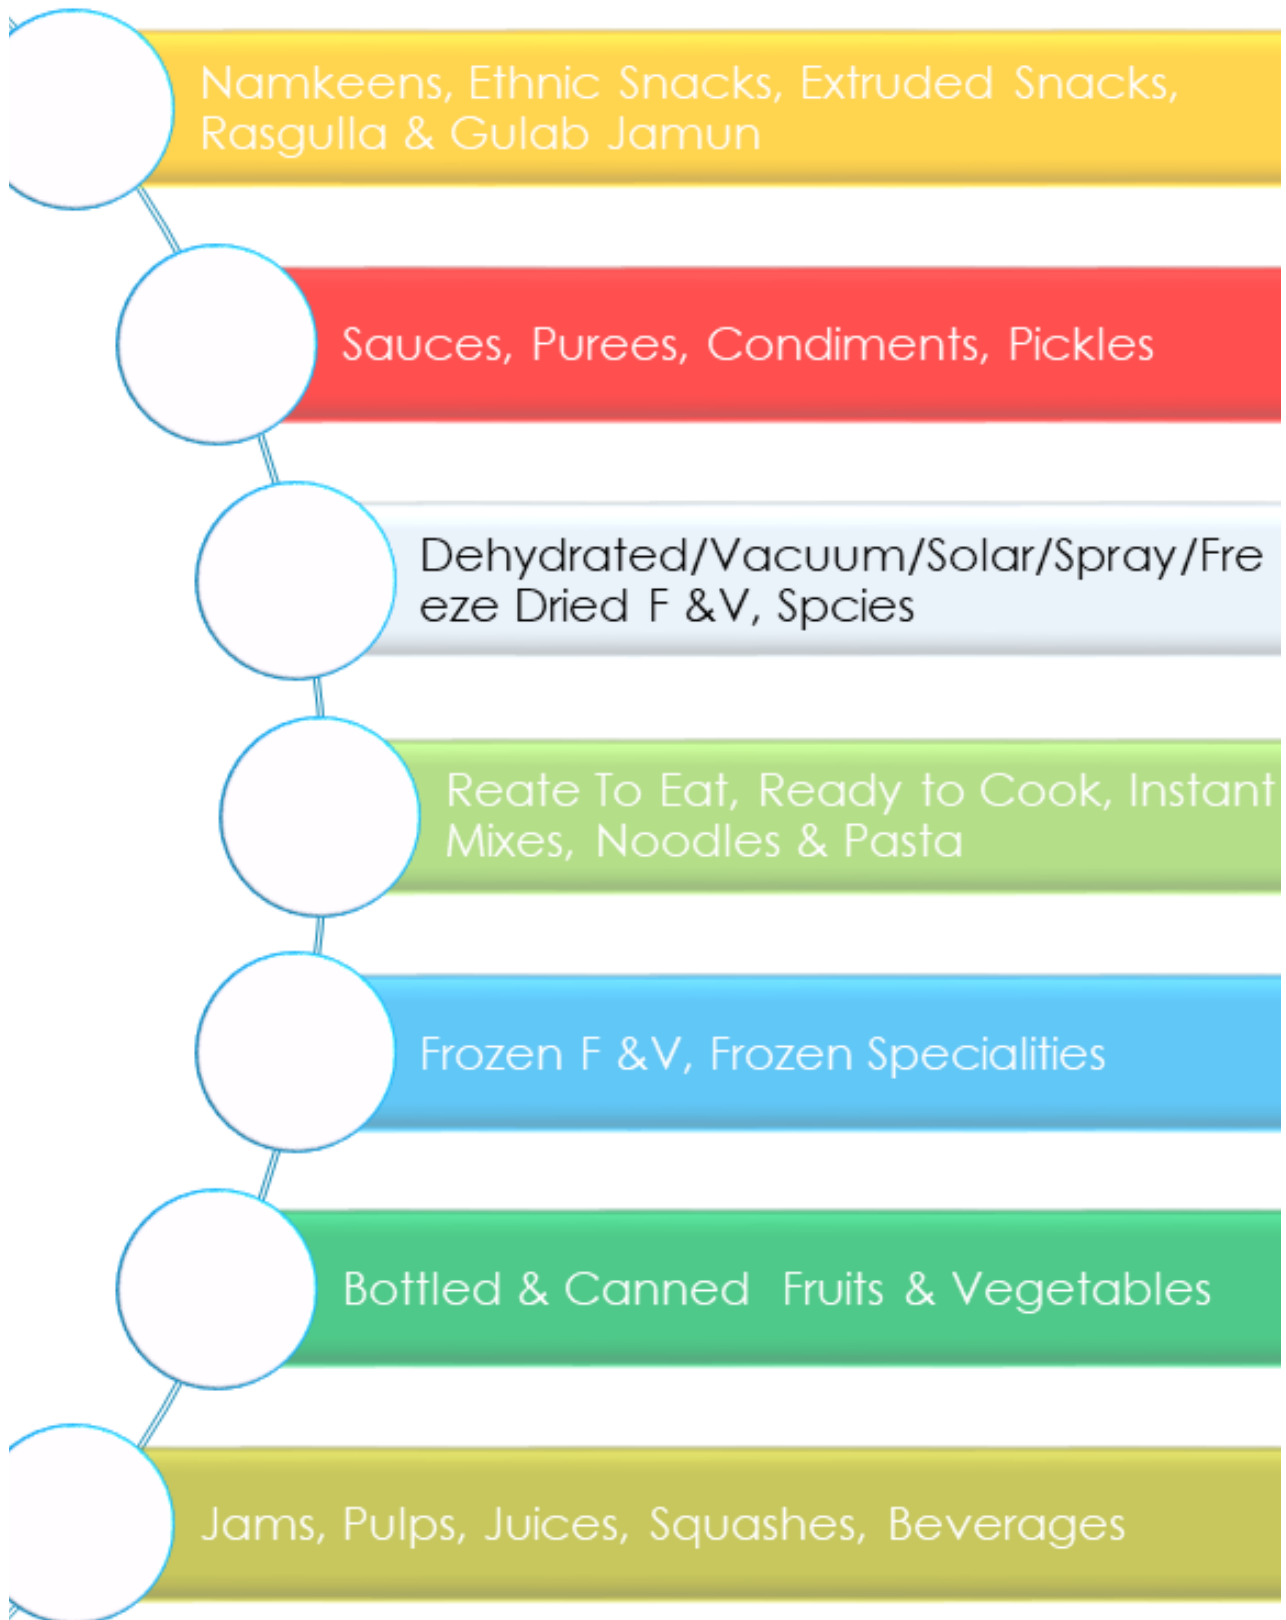 Namkeens, Ethnic Snacks, Extruded Snacks,
Rasgulla & Gulab Jamun
Sauces, Purees, Condiments, Pickles
Dehydrated/Vacuum/Solar/Spray/Fre
eze Dried F &V, Spcies
Reate To Eat, Ready to Cook, Instant
Mixes, Noodles & Pasta
Frozen F &V, Frozen Specialities
Bottled & Canned Fruits & Vegetables
Jams, Pulps, Juices, Squashes, Beverages